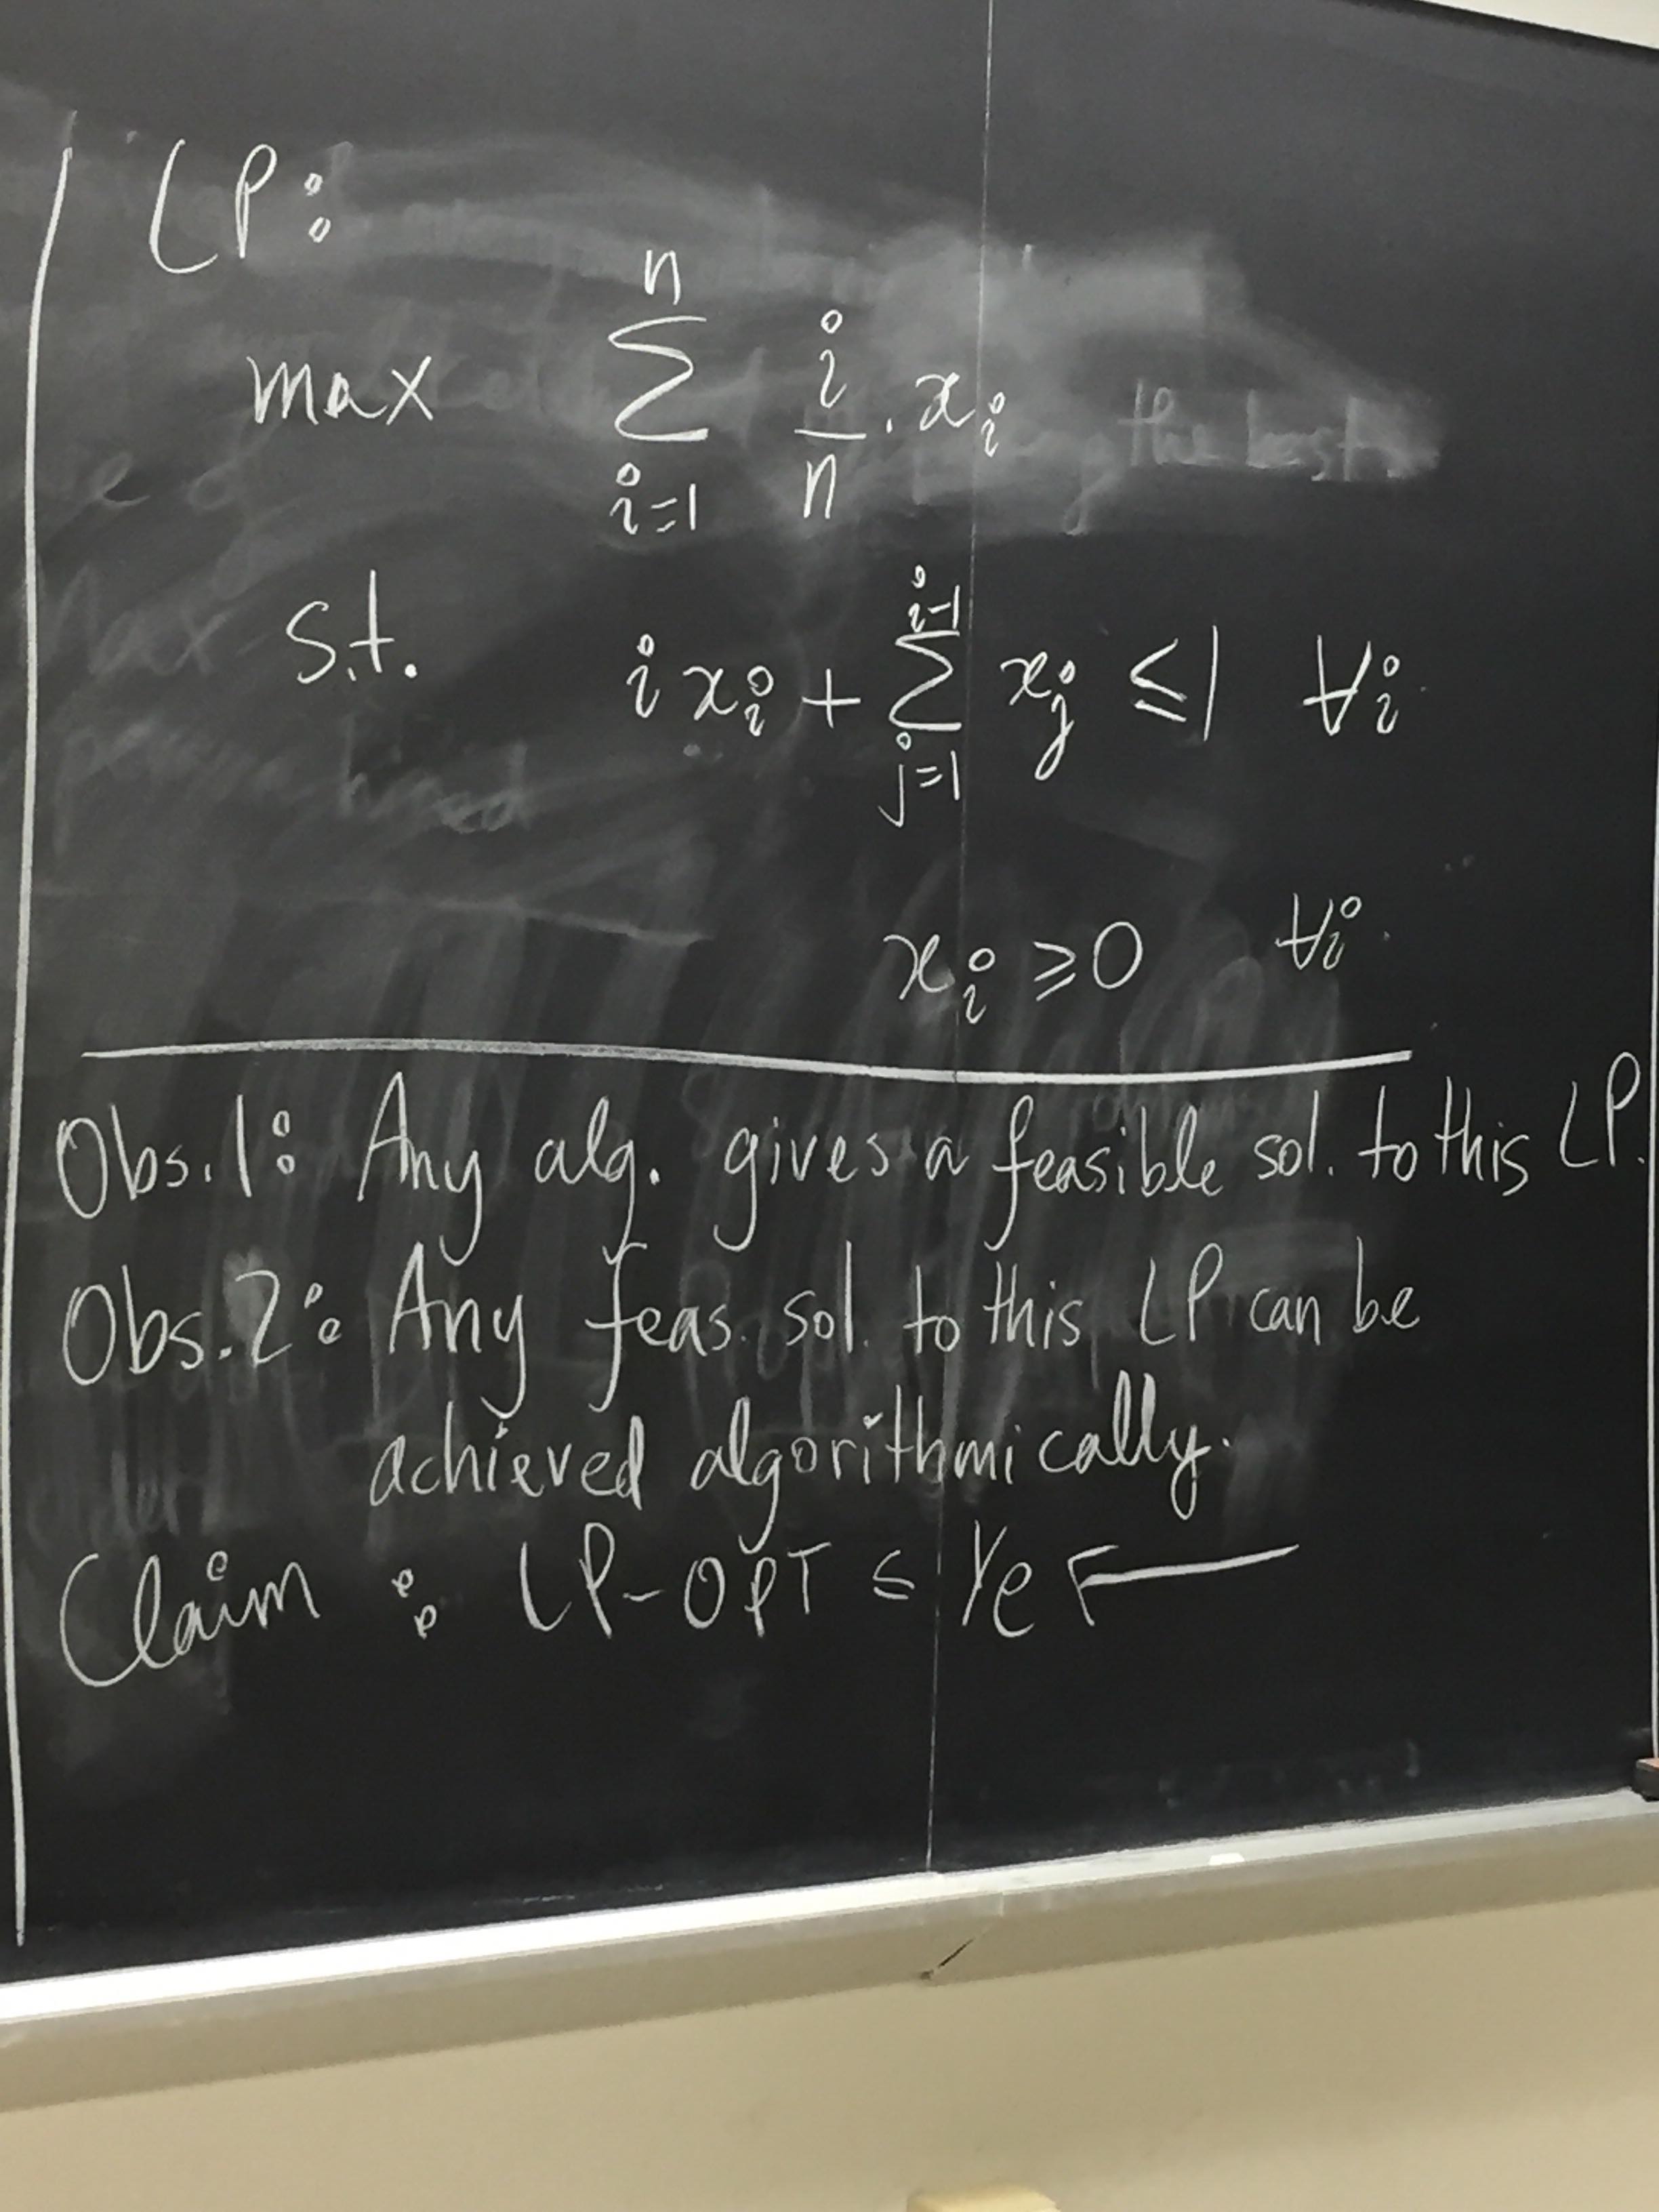 LP:
max $\sum_{i=1}^{n} \frac{i}{n} \cdot x_i$
s.t. $i x_i + \sum_{j=1}^{i-1} x_j \leq 1 \quad \forall i$
$x_i \geq 0 \quad \forall i$
Obs. 1: Any alg. gives a feasible sol. to this LP.
Obs. 2: Any feas. sol. to this LP can be
achieved algorithmically.
Claim: LP-OPT ≤ 1/e ←